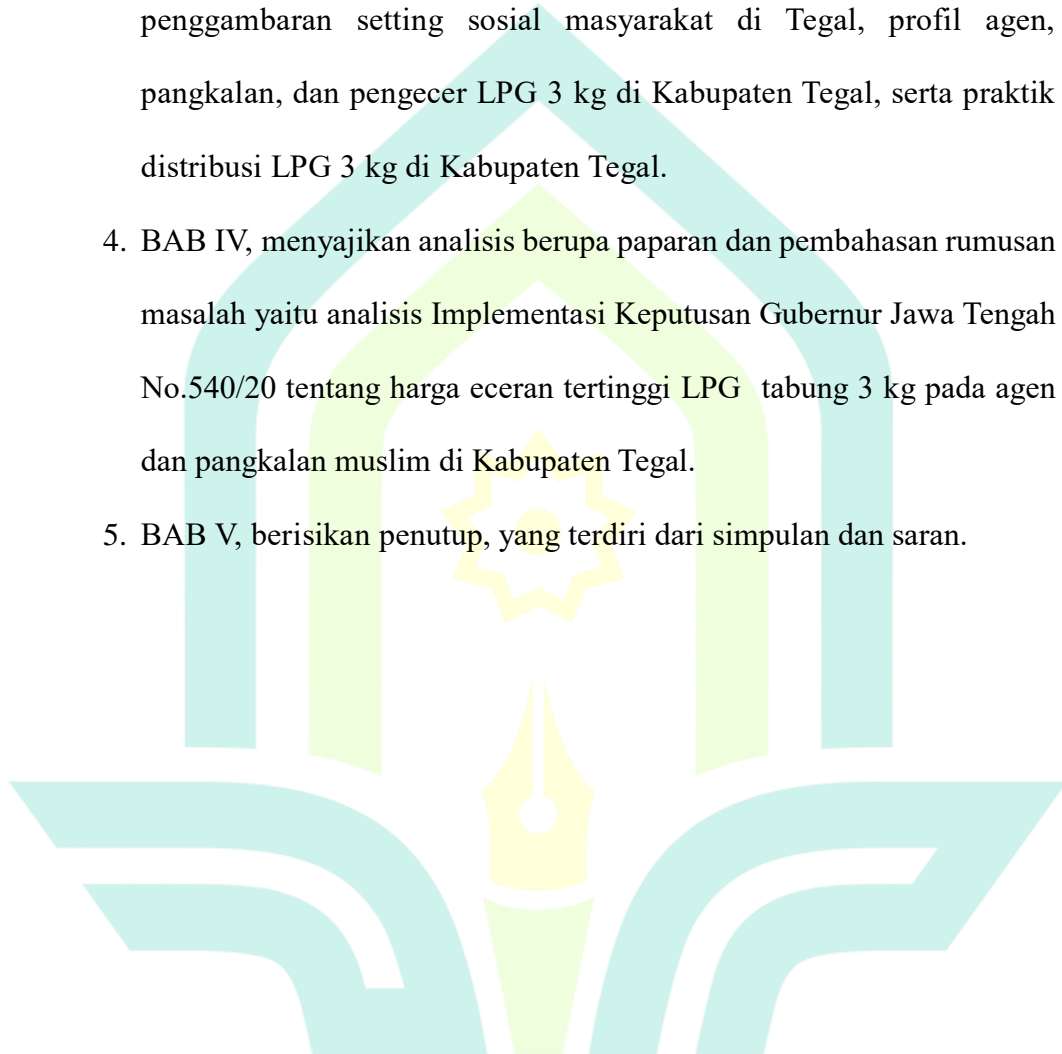 penggambaran setting sosial masyarakat di Tegal, profil agen,
pangkalan, dan pengecer LPG 3 kg di Kabupaten Tegal, serta praktik
distribusi LPG 3 kg di Kabupaten Tegal.
4. BAB IV, menyajikan analisis berupa paparan dan pembahasan rumusan
masalah yaitu analisis Implementasi Keputusan Gubernur Jawa Tengah
No.540/20 tentang harga eceran tertinggi LPG tabung 3 kg pada agen
dan pangkalan muslim di Kabupaten Tegal.
5. BAB V, berisikan penutup, yang terdiri dari simpulan dan saran.